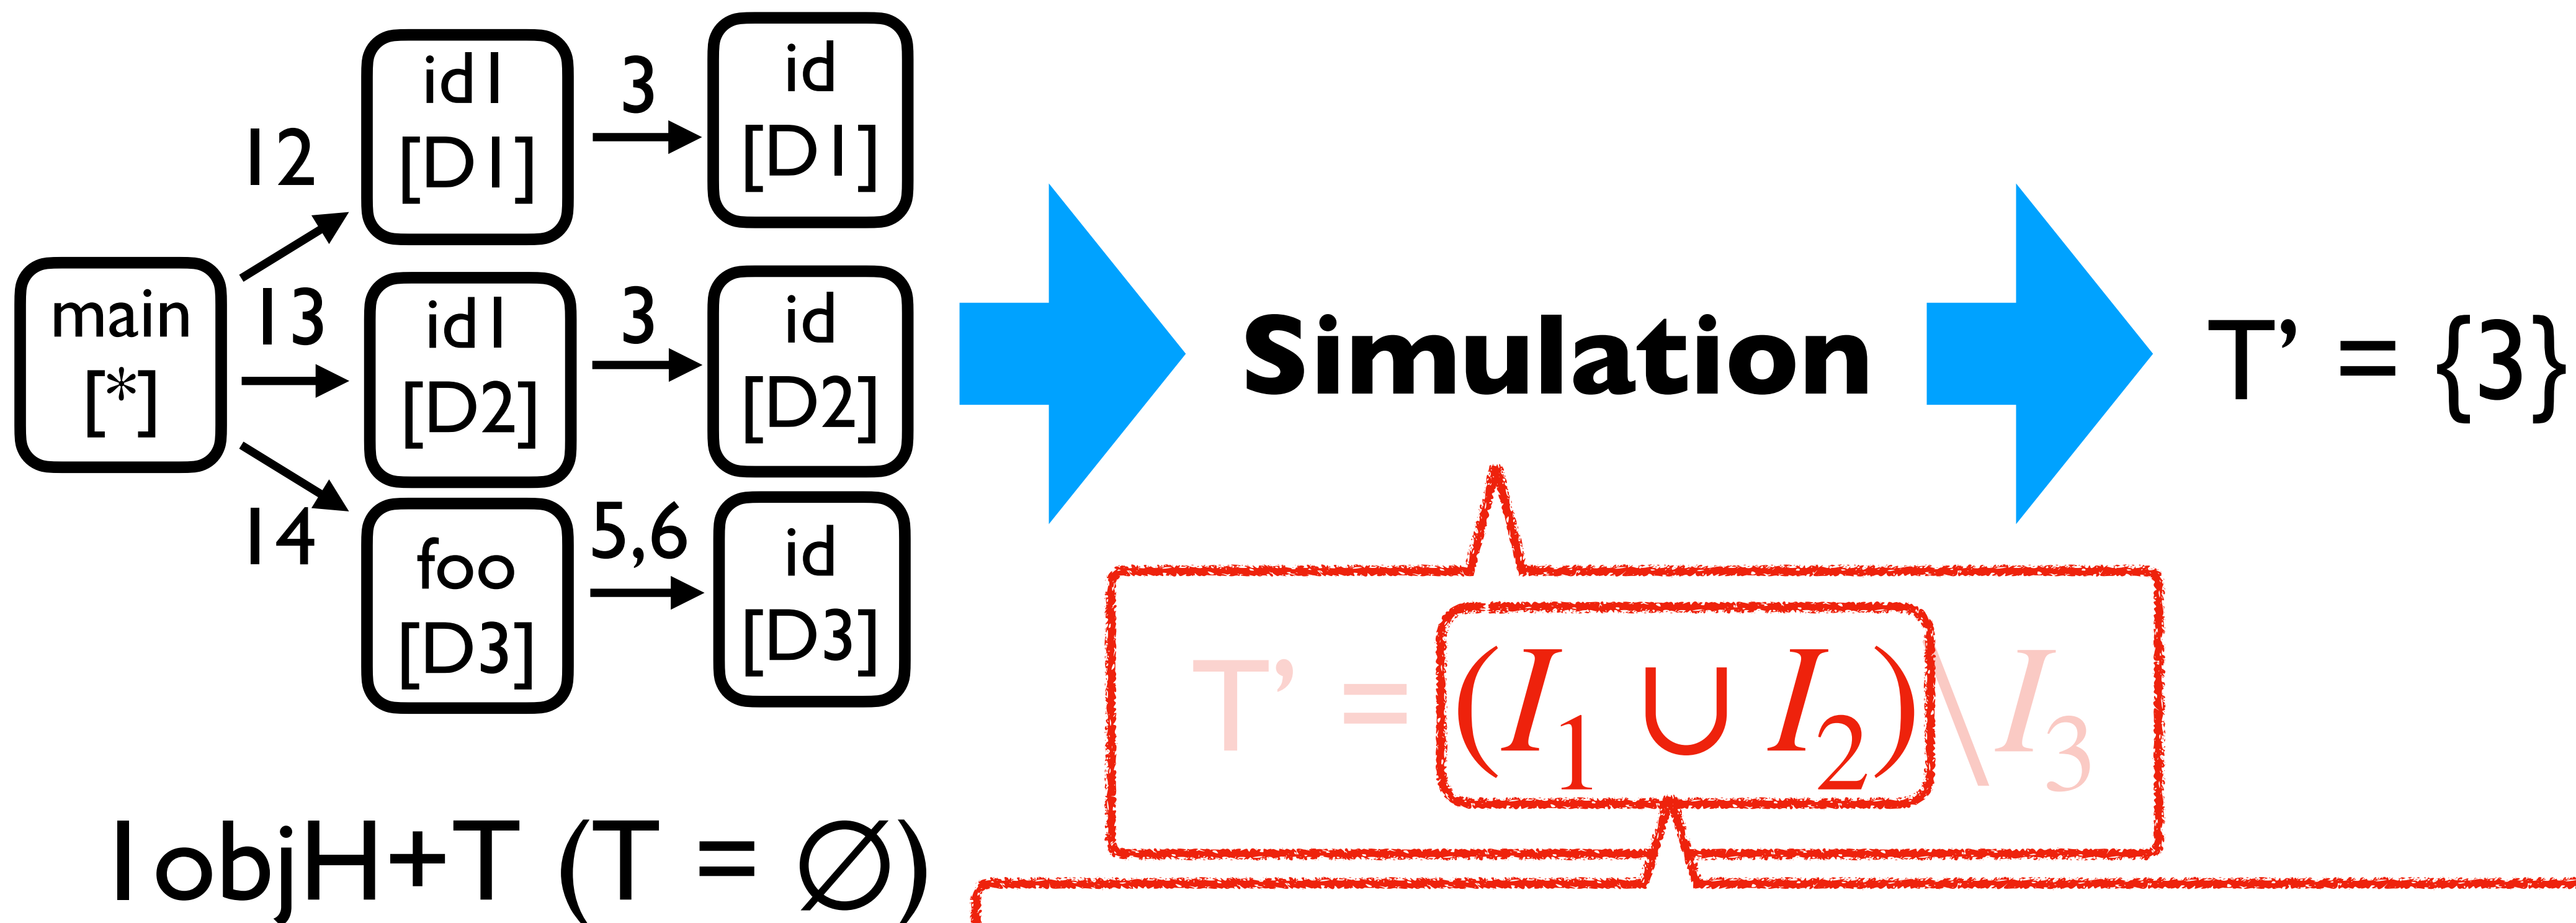 main
[*]
12
13
14
id1
[D1]
3
id
[D1]
id1
[D2]
3
id
[D2]
foo
[D3]
5,6
id
[D3]
1objH+T (T = ∅)
Simulation
T' = {3}
T' = (I₁ ∪ I₂)\I₃